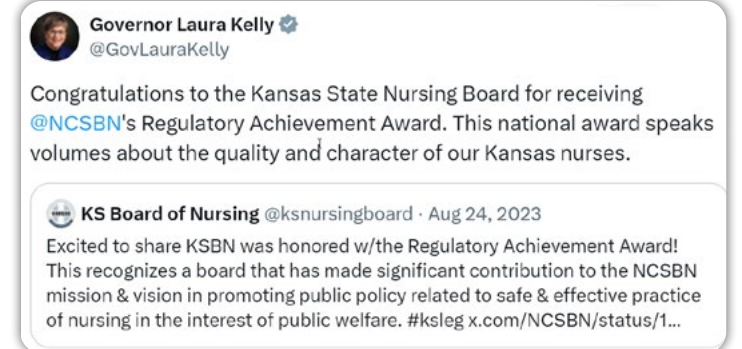 Governor Laura Kelly
@GovLauraKelly
Congratulations to the Kansas State Nursing Board for receiving
@NCSBN's Regulatory Achievement Award. This national award speaks
volumes about the quality and character of our Kansas nurses.
KS Board of Nursing @ksnursingboard · Aug 24, 2023
Excited to share KSBN was honored w/the Regulatory Achievement Award!
This recognizes a board that has made significant contribution to the NCSBN
mission & vision in promoting public policy related to safe & effective practice
of nursing in the interest of public welfare. #ksleg x.com/NCSBN/status/1...